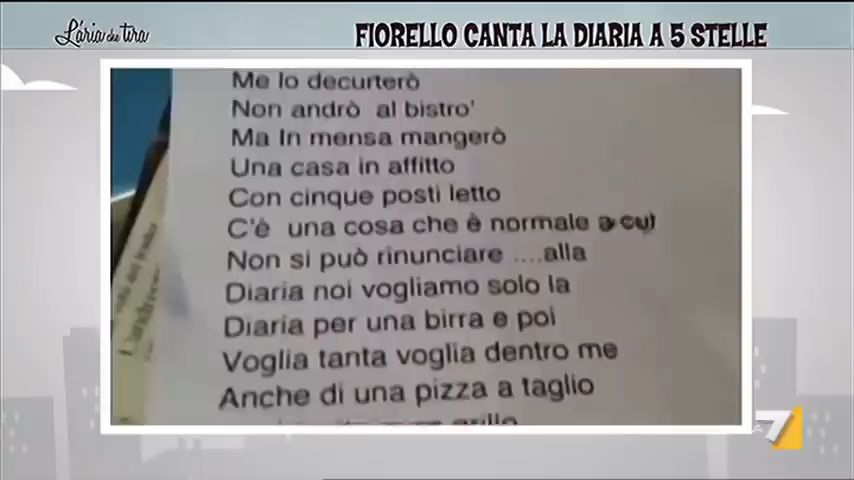 L'aria che tira
FIORELLO CANTA LA DIARIA A 5 STELLE
Me lo decurterò
Non andrò al bistro'
Ma In mensa mangerò
Una casa in affitto
Con cinque posti letto
C'è una cosa che è normale a cui
Non si può rinunciare ....alla
Diaria noi vogliamo solo la
Diaria per una birra e poi
Voglia tanta voglia dentro me
Anche di una pizza a taglio
grillo
LA 7